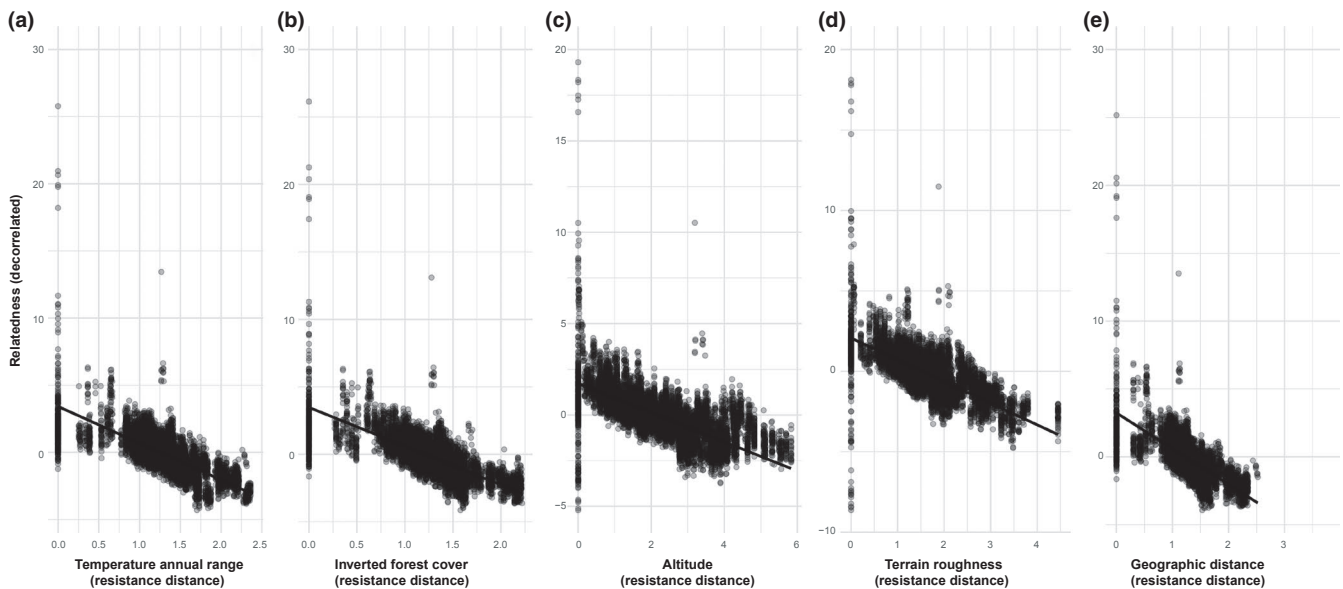 (a)
(b)
(c)
(d)
(e)
Relatedness (decorrelated)
30
20
10
0
0.0 0.5 1.0 1.5 2.0 2.5
Temperature annual range
(resistance distance)
30
20
10
0
0.0 0.5 1.0 1.5 2.0
Inverted forest cover
(resistance distance)
20
15
10
5
0
−5
0 2 4 6
Altitude
(resistance distance)
20
10
0
−10
0 1 2 3 4
Terrain roughness
(resistance distance)
30
20
10
0
0 1 2 3
Geographic distance
(resistance distance)